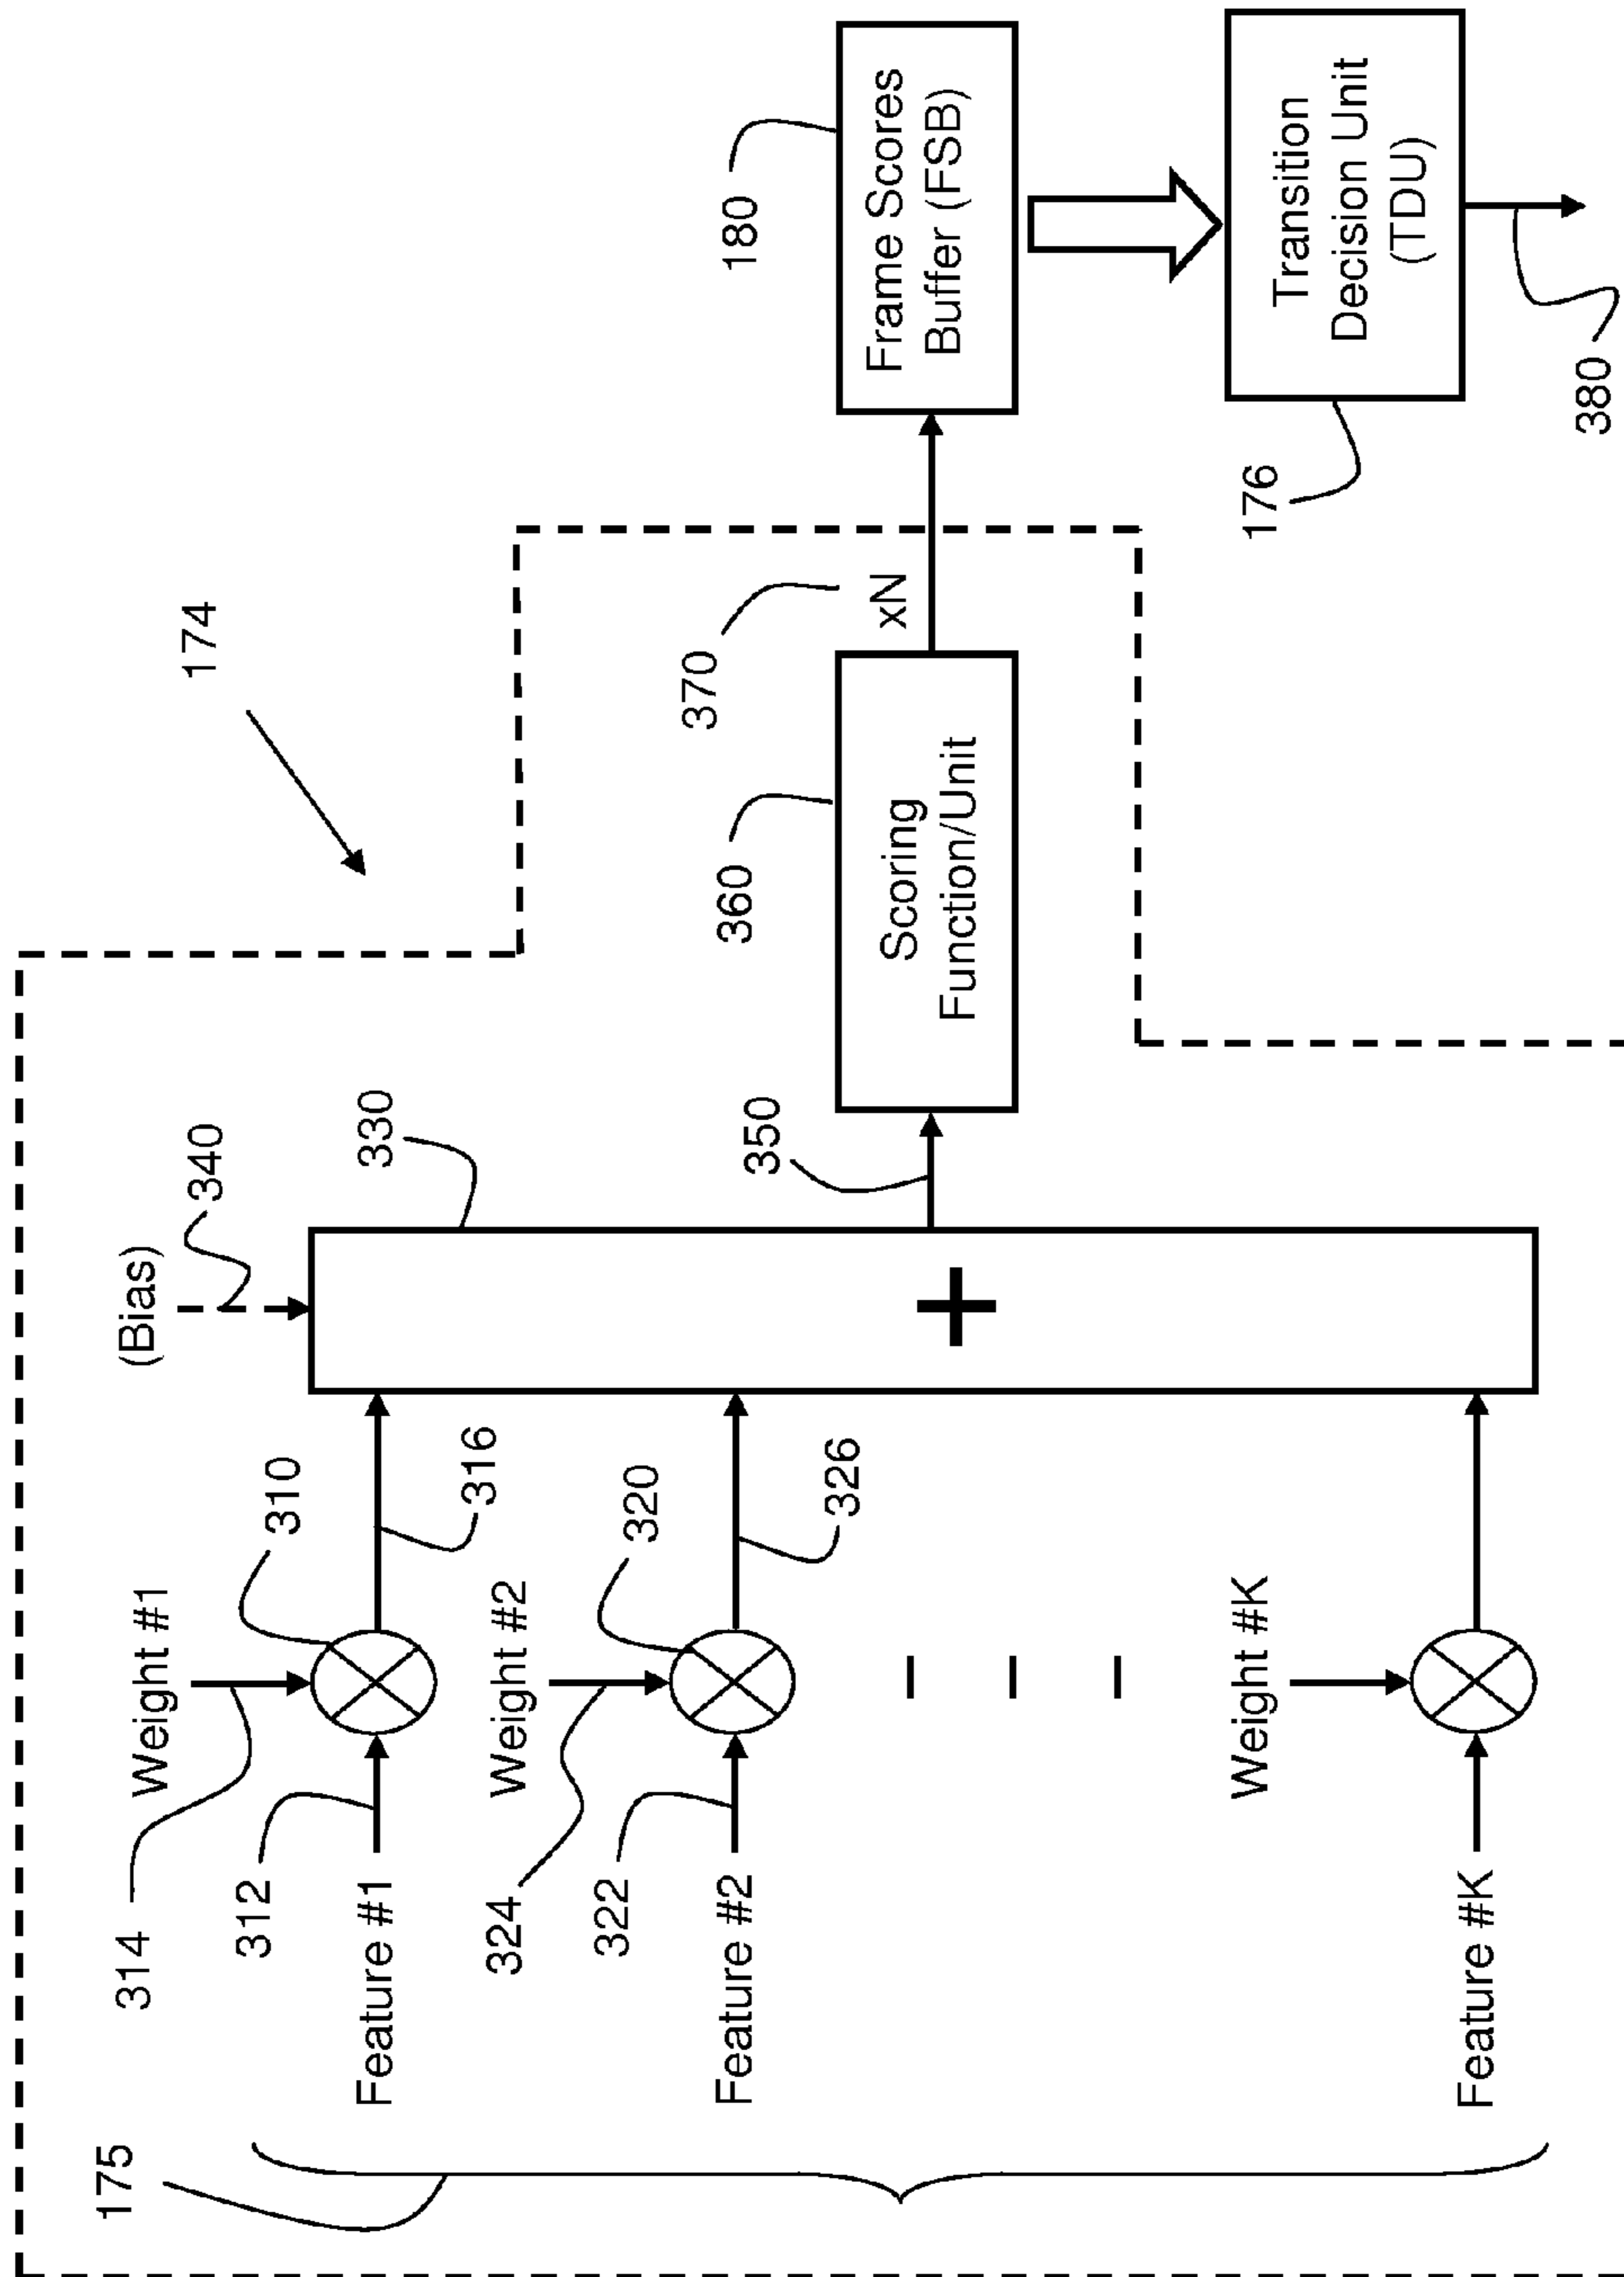 174
175
314
Weight #1
310
312
Feature #1
316
(Bias)
340
330
324
Weight #2
320
322
Feature #2
326
350
360
Scoring
Function/Unit
370
xN
180
Frame Scores
Buffer (FSB)
176
Transition
Decision Unit
(TDU)
380
+
Weight #K
Feature #K